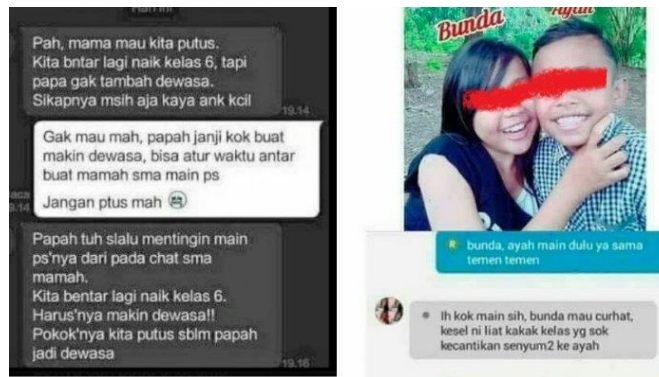 Hari ini
Pah, mama mau kita putus.
Kita bntar lagi naik kelas 6, tapi
papa gak tambah dewasa.
Sikapnya msih aja kaya ank kcil
19.14
Gak mau mah, papah janji kok buat
makin dewasa, bisa atur waktu antar
buat mamah sma main ps
Jangan ptus mah
Papah tuh slalu mentingin main
ps'nya dari pada chat sma
mamah.
Kita bentar lagi naik kelas 6.
Harus'nya makin dewasa!!
Pokok'nya kita putus sblm papah
jadi dewasa
19.16
Bunda
Ayah
R
bunda, ayah main dulu ya sama
temen temen
Ih kok main sih, bunda mau curhat,
kesel ni liat kakak kelas yg sok
kecantikan senyum2 ke ayah